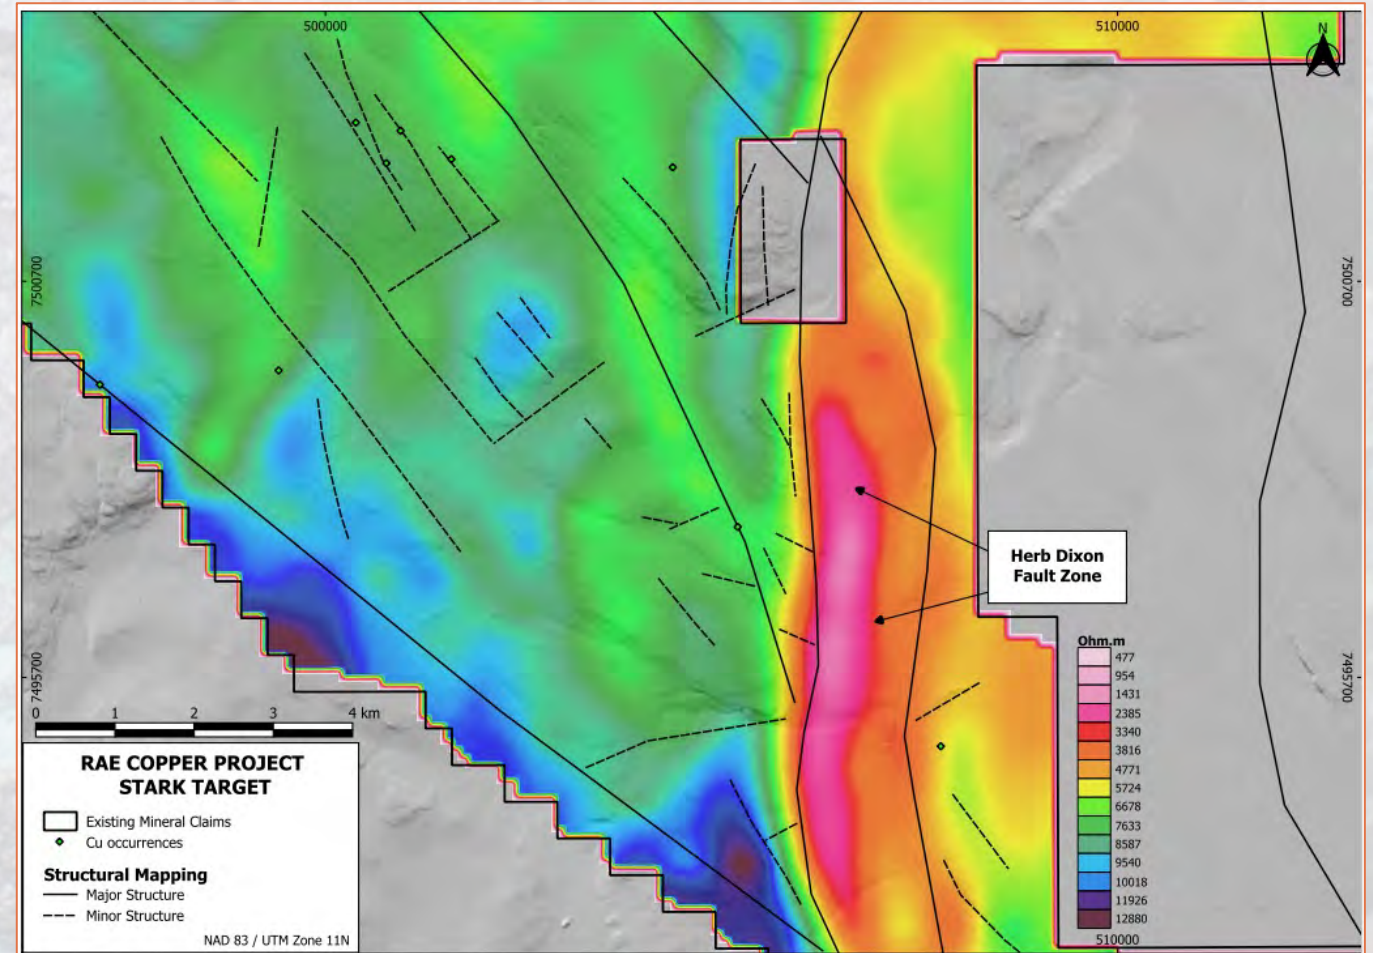 500000
510000
N
7500700
7500700
Herb Dixon
Fault Zone
7495700
7495700
Ohm.m
477
954
1431
2385
3340
3816
4771
5724
6678
7633
8587
9540
10018
11926
12880
510000
0 1 2 3 4 km
RAE COPPER PROJECT
STARK TARGET
Existing Mineral Claims
Cu occurrences
Structural Mapping
Major Structure
Minor Structure
NAD 83 / UTM Zone 11N